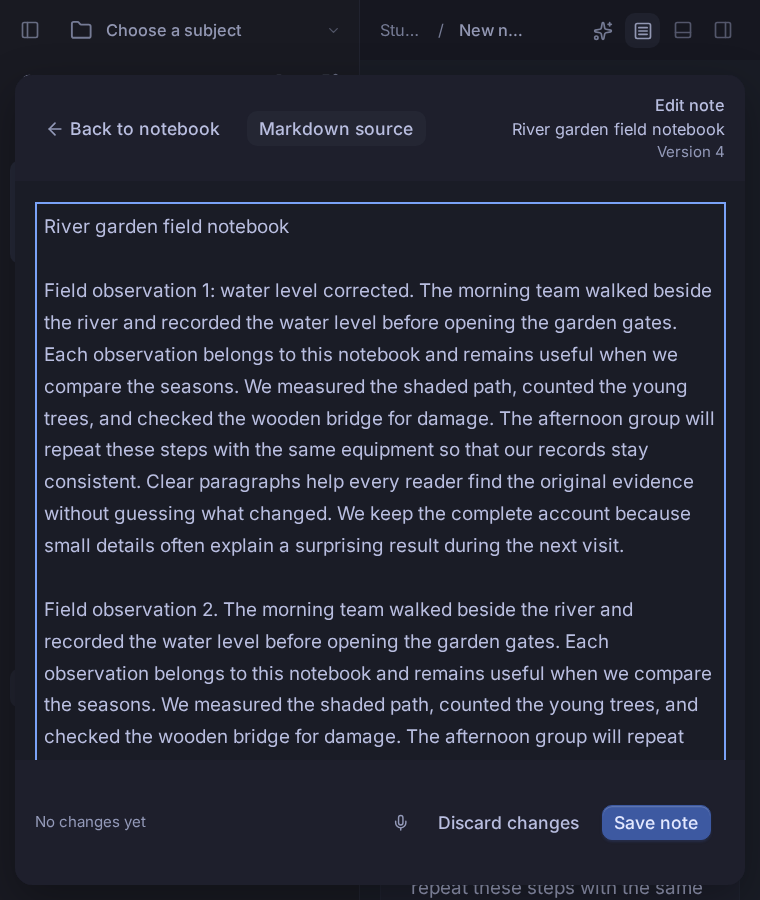 Choose a subject
Stu... / New n...
Edit note
← Back to notebook
Markdown source
River garden field notebook
Version 4
River garden field notebook
Field observation 1: water level corrected. The morning team walked beside
the river and recorded the water level before opening the garden gates.
Each observation belongs to this notebook and remains useful when we
compare the seasons. We measured the shaded path, counted the young
trees, and checked the wooden bridge for damage. The afternoon group will
repeat these steps with the same equipment so that our records stay
consistent. Clear paragraphs help every reader find the original evidence
without guessing what changed. We keep the complete account because
small details often explain a surprising result during the next visit.
Field observation 2. The morning team walked beside the river and
recorded the water level before opening the garden gates. Each
observation belongs to this notebook and remains useful when we compare
the seasons. We measured the shaded path, counted the young trees, and
checked the wooden bridge for damage. The afternoon group will repeat
No changes yet
Discard changes
Save note
repeat these steps with the same